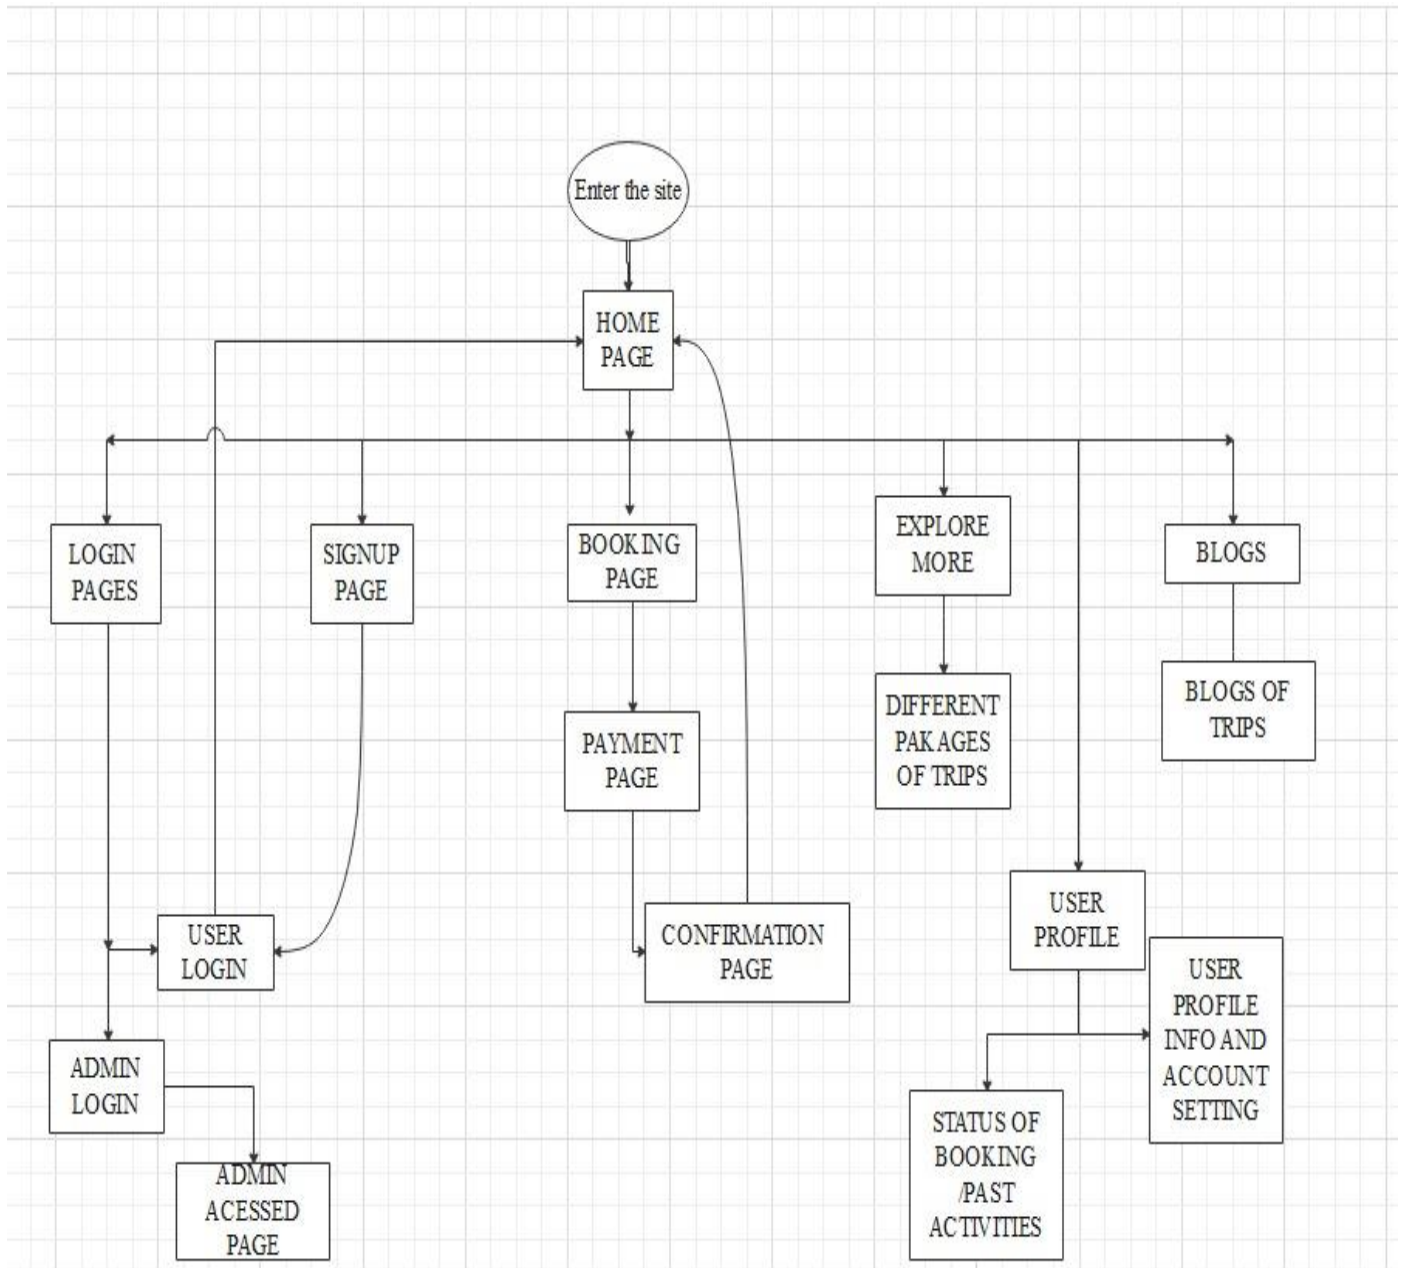 Enter the site
HOME
PAGE
LOGIN
PAGES
SIGNUP
PAGE
BOOKING
PAGE
EXPLORE
MORE
BLOGS
PAYMENT
PAGE
DIFFERENT
PAKAGES
OF TRIPS
BLOGS OF
TRIPS
USER
LOGIN
CONFIRMATION
PAGE
USER
PROFILE
USER
PROFILE
INFO AND
ACCOUNT
SETTING
ADMIN
LOGIN
ADMIN
ACESSED
PAGE
STATUS OF
BOOKING
/PAST
ACTIVITIES